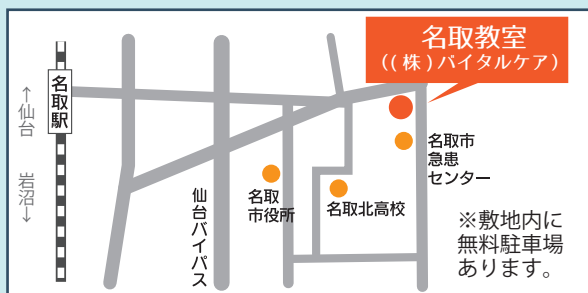 名取教室
((株)バイタルケア)
名取駅
↑仙台
岩沼↓
仙台バイパス
名取
市役所
名取北高校
名取市
急患
センター
※敷地内に
無料駐車場
あります。